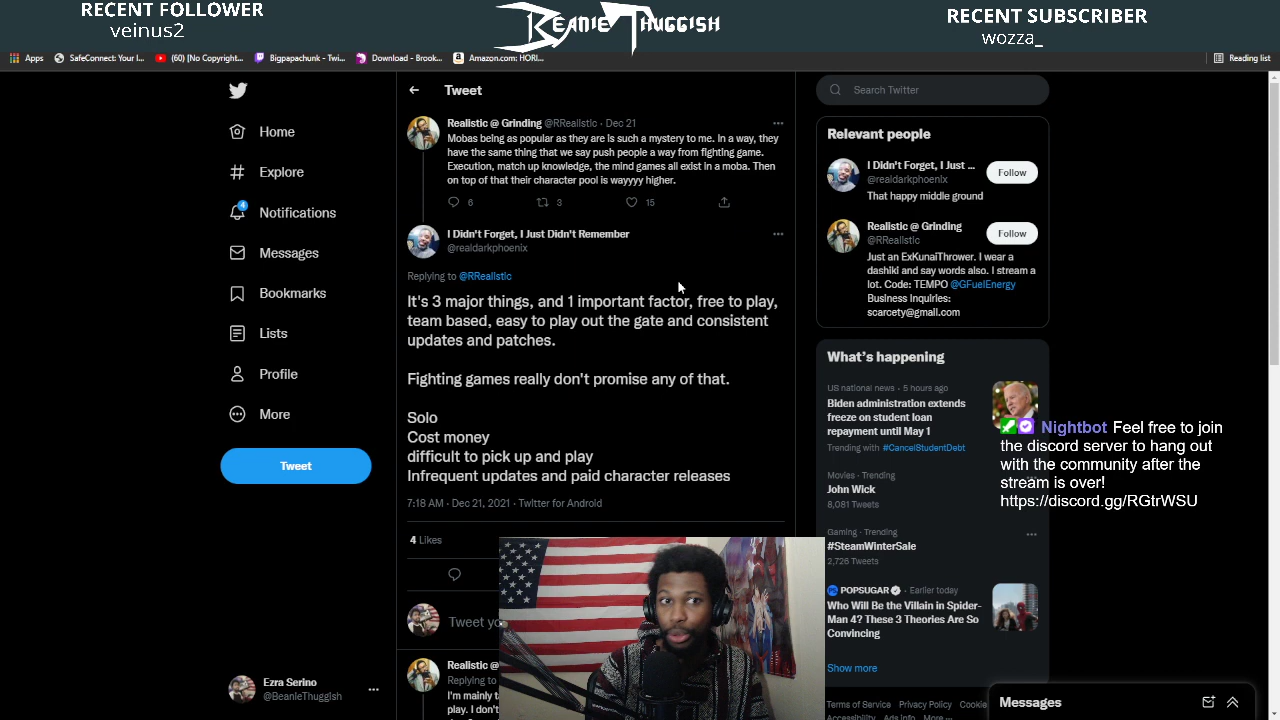 RECENT FOLLOWER
veinus2
BEANIE THUGGISH
RECENT SUBSCRIBER
wozza_
Apps
SafeConnect: Your I...
(60) [No Copyright...
Bigpapachunk - Twi...
Download - Brook...
Amazon.com: HORI...
Reading list
Home
Explore
4
Notifications
Messages
Bookmarks
Lists
Profile
More
Tweet
Ezra Serino
@BeanieThuggish
Tweet
Realistic @ Grinding @RRealistic · Dec 21
Mobas being as popular as they are is such a mystery to me. In a way, they
have the same thing that we say push people a way from fighting game.
Execution, match up knowledge, the mind games all exist in a moba. Then
on top of that their character pool is wayyyy higher.
6
3
15
I Didn't Forget, I Just Didn't Remember
@realdarkphoenix
Replying to @RRealistic
It's 3 major things, and 1 important factor, free to play,
team based, easy to play out the gate and consistent
updates and patches.
Fighting games really don't promise any of that.
Solo
Cost money
difficult to pick up and play
Infrequent updates and paid character releases
7:18 AM · Dec 21, 2021 · Twitter for Android
4 Likes
Tweet yo
Realistic @
Replying to
I'm mainly t
play. I don't
Search Twitter
Relevant people
I Didn't Forget, I Just ...
@realdarkphoenix
Follow
That happy middle ground
Realistic @ Grinding
@RRealistic
Follow
Just an ExKunaiThrower. I wear a
dashiki and say words also. I stream a
lot. Code: TEMPO @GFuelEnergy
Business Inquiries:
scarcety@gmail.com
What's happening
US national news · 5 hours ago
Biden administration extends
freeze on student loan
repayment until May 1
Trending with #CancelStudentDebt
Movies · Trending
John Wick
8,081 Tweets
Gaming · Trending
#SteamWinterSale
2,726 Tweets
POPSUGAR · Earlier today
Who Will Be the Villain in Spider-
Man 4? These 3 Theories Are So
Convincing
Show more
Terms of Service Privacy Policy Cookie
Accessibility Ads info More
Nightbot Feel free to join
the discord server to hang out
with the community after the
stream is over!
https://discord.gg/RGtrWSU
Messages